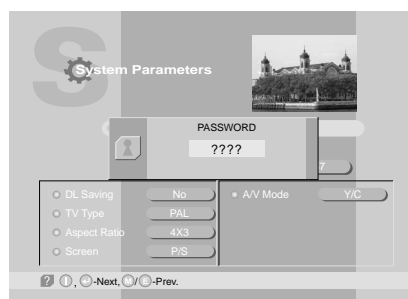 System Parameters
PASSWORD
????
7
DL Saving No A/V Mode Y/C
TV Type PAL
Aspect Ratio 4X3
Screen P/S
-Next, M/ -Prev.